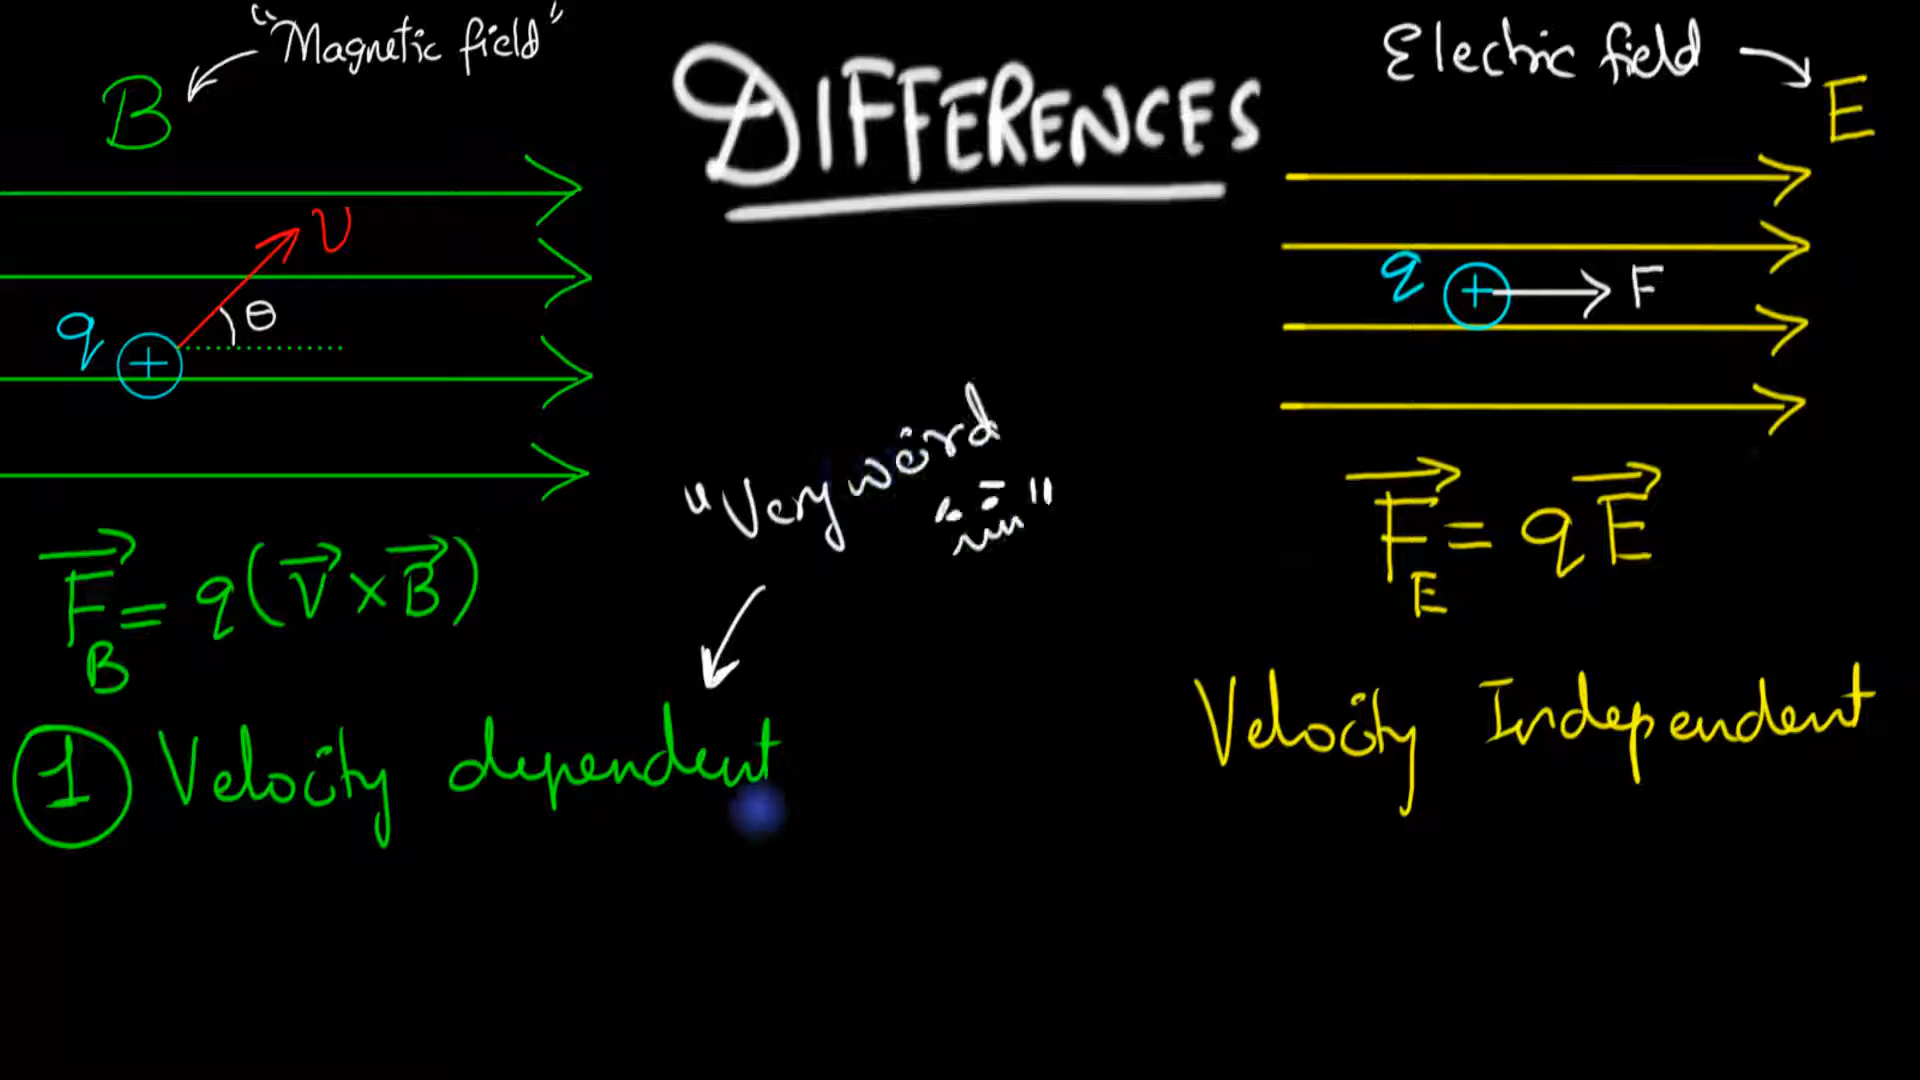 "Magnetic field"
B
DIFFERENCES
Electric field
E
v
θ
q
+
q
+
F
"Very weird
"
F_B = q(v × B)
F_E = qE
1 Velocity dependent
Velocity Independent